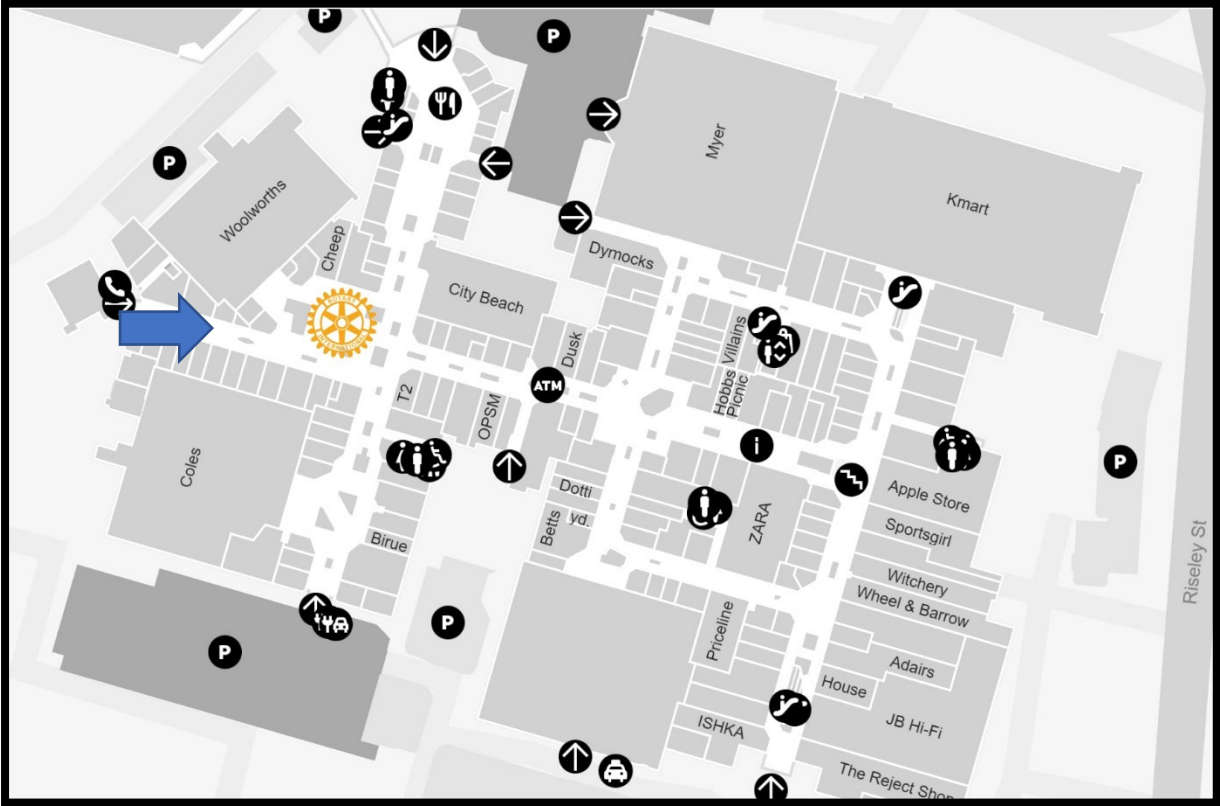 P
P
Myer
P
Kmart
Woolworths
Cheep
Dymocks
ROTARY
INTERNATIONAL
City Beach
Dusk
Villains
Hobbs
Picnic
ATM
T2
OPSM
i
P
Coles
Apple Store
Dotti
yd.
Betts
ZARA
Sportsgirl
Birue
Witchery
Wheel & Barrow
Riseley St
P
Priceline
P
Adairs
House
ISHKA
JB Hi-Fi
The Reject Shop